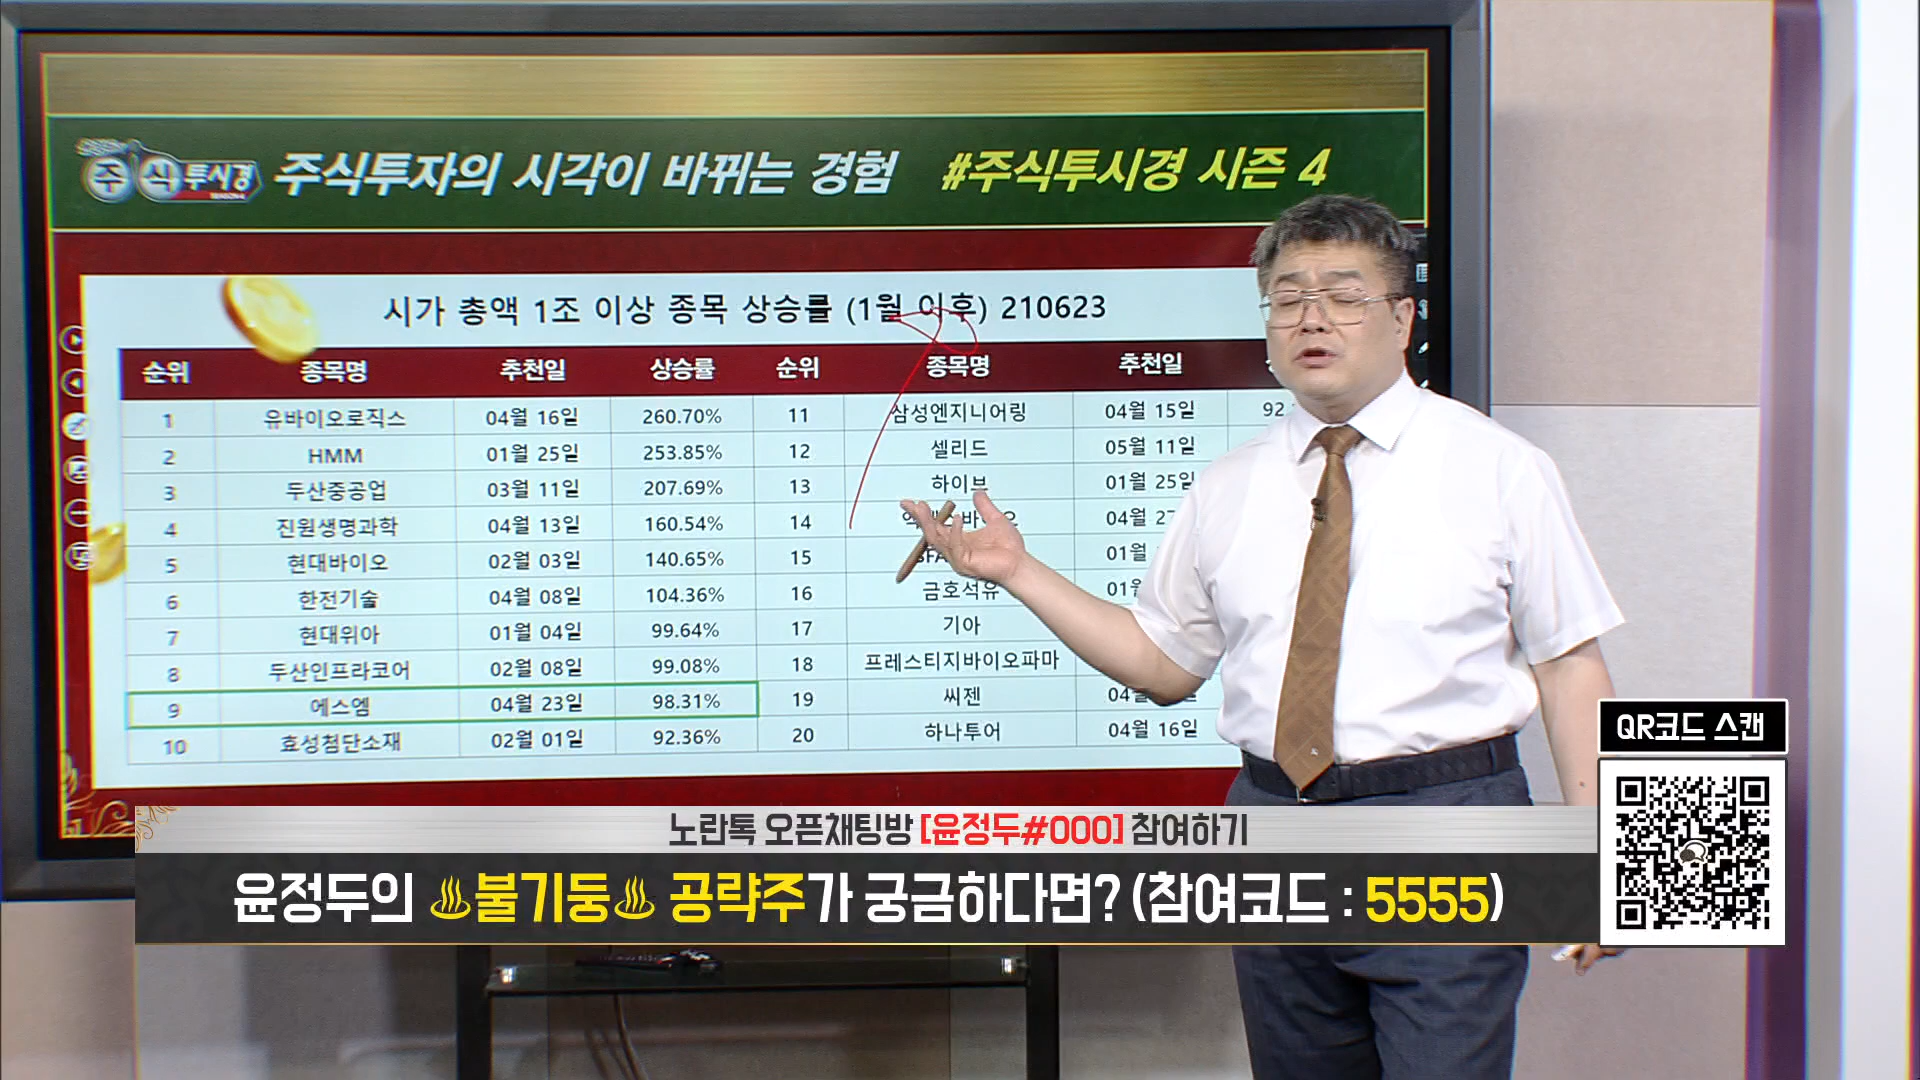 주식투시경 주식투자의 시각이 바뀌는 경험 #주식투시경 시즌 4
시가 총액 1조 이상 종목 상승률 (1월 이후) 210623
순위 종목명 추천일 상승률 순위 종목명 추천일
1 유바이오로직스 04월 16일 260.70% 11 삼성엔지니어링 04월 15일 92
2 HMM 01월 25일 253.85% 12 셀리드 05월 11일
3 두산중공업 03월 11일 207.69% 13 하이브 01월 25일
4 진원생명과학 04월 13일 160.54% 14 04월
5 현대바이오 02월 03일 140.65% 15 01월
6 한전기술 04월 08일 104.36% 16 금호석유
7 현대위아 01월 04일 99.64% 17 기아
8 두산인프라코어 02월 08일 99.08% 18 프레스티지바이오파마
9 에스엠 04월 23일 98.31% 19 씨젠
10 효성첨단소재 02월 01일 92.36% 20 하나투어 04월 16일
QR코드 스캔
노란톡 오픈채팅방 [윤정두#000] 참여하기
윤정두의 ♨불기둥♨ 공략주가 궁금하다면? (참여코드 : 5555)